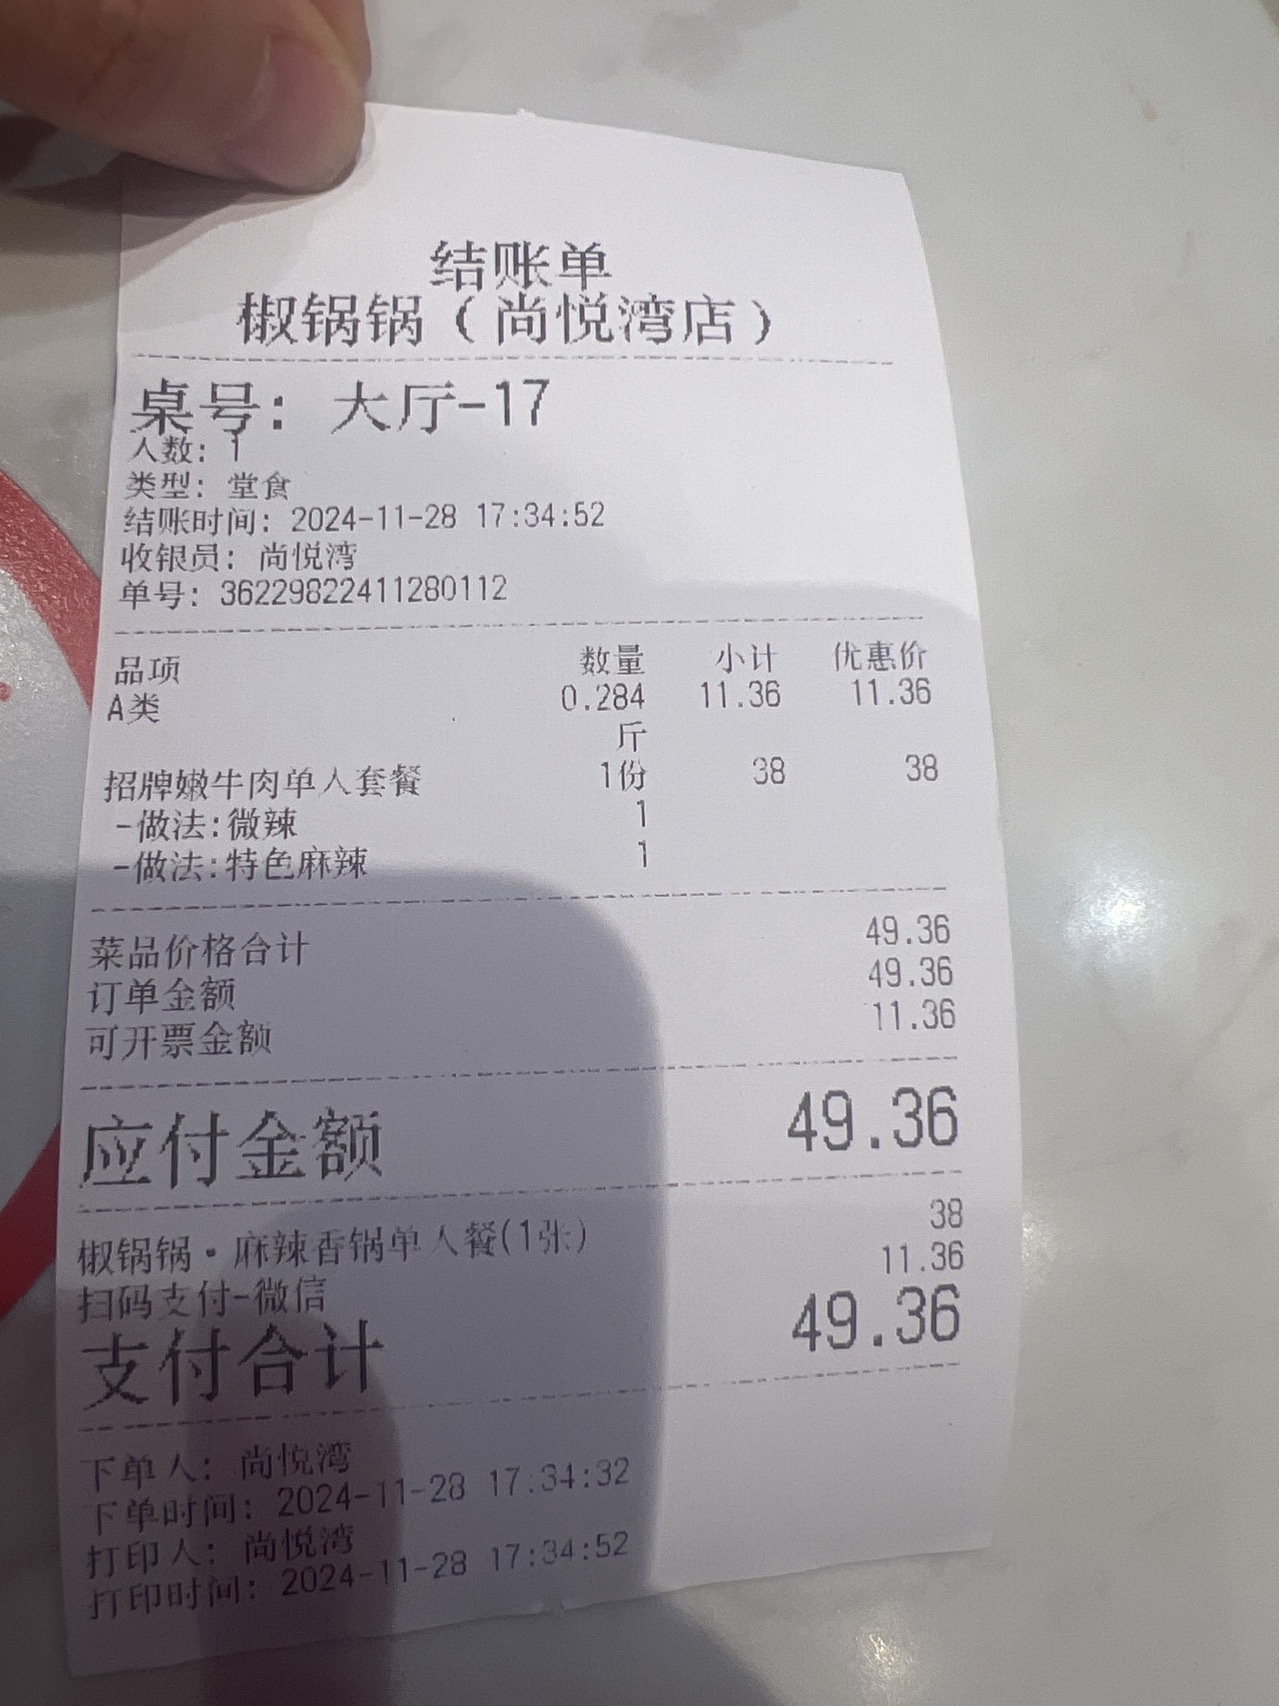 结账单
椒锅锅（尚悦湾店）
桌号：大厅-17
人数：1
类型：堂食
结账时间：2024-11-28 17:34:52
收银员：尚悦湾
单号：36229822411280112
品项 数量 小计 优惠价
A类 0.284 11.36 11.36
斤
招牌嫩牛肉单人套餐 1份 38 38
-做法:微辣 1
-做法:特色麻辣 1
菜品价格合计 49.36
订单金额 49.36
可开票金额 11.36
应付金额 49.36
椒锅锅·麻辣香锅单人餐(1张) 38
扫码支付-微信 11.36
支付合计 49.36
下单人：尚悦湾
下单时间：2024-11-28 17:34:32
打印人：尚悦湾
打印时间：2024-11-28 17:34:52